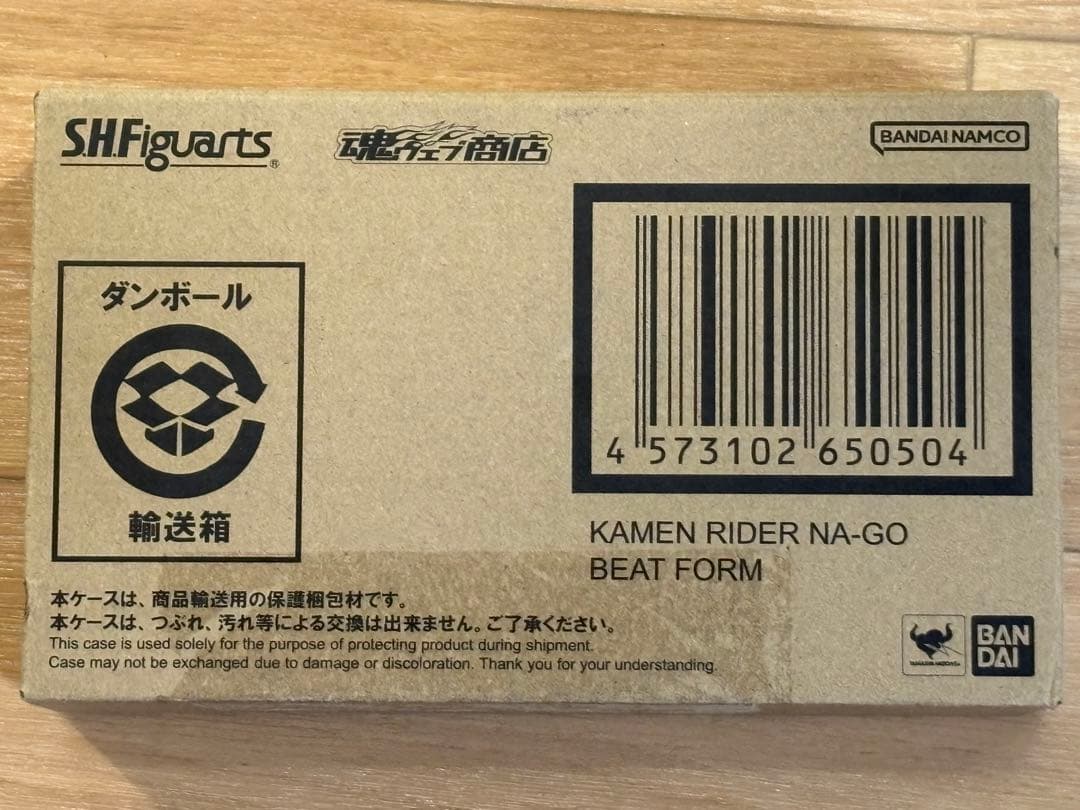 S.H.Figuarts®
魂ウェブ商店
BANDAI NAMCO
ダンボール
輸送箱
4 573102 650504
KAMEN RIDER NA-GO
BEAT FORM
本ケースは、商品輸送用の保護梱包材です。
本ケースは、つぶれ、汚れ等による交換は出来ません。ご了承ください。
This case is used solely for the purpose of protecting product during shipment.
Case may not be exchanged due to damage or discoloration. Thank you for your understanding.
TAMASHII NATIONS
BAN
DAI